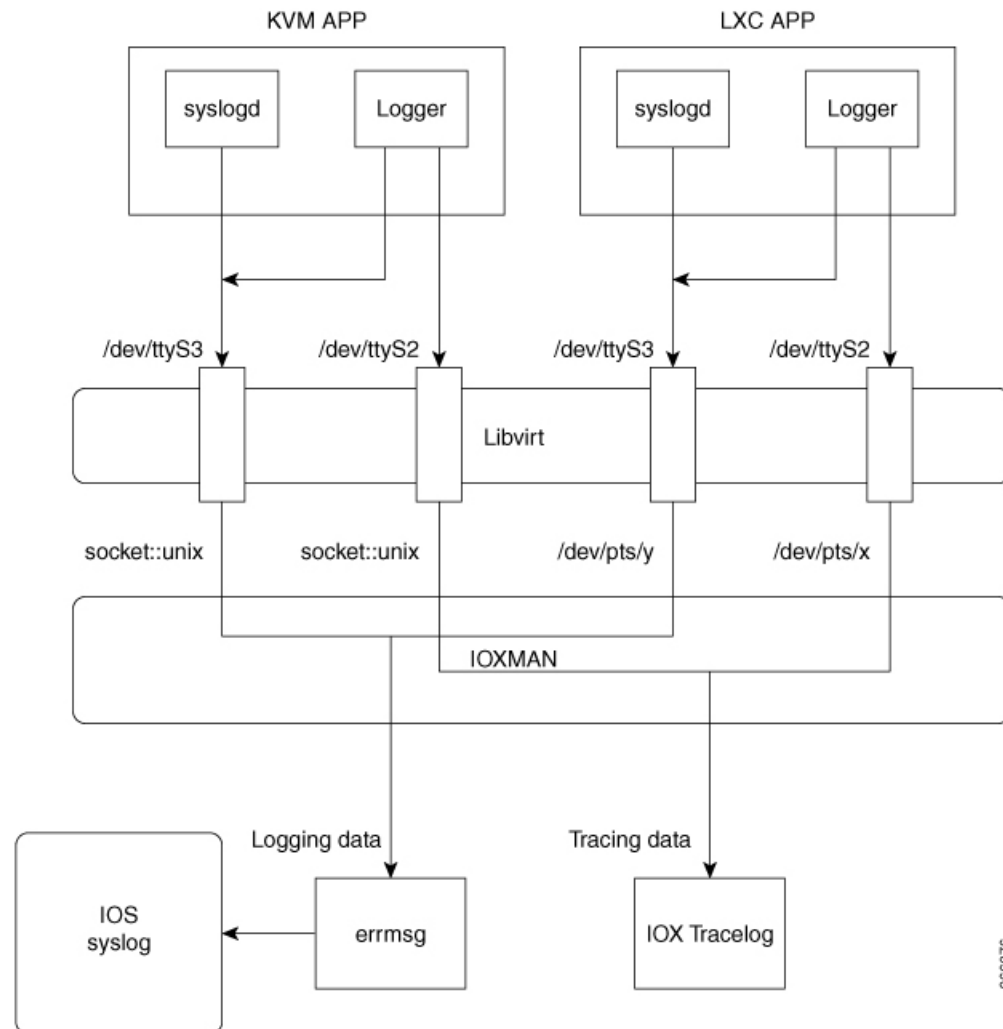 KVM APP
LXC APP
syslogd
Logger
syslogd
Logger
/dev/ttyS3
/dev/ttyS2
/dev/ttyS3
/dev/ttyS2
Libvirt
socket::unix
socket::unix
/dev/pts/y
/dev/pts/x
IOXMAN
Logging data
Tracing data
IOS
syslog
errmsg
IOX Tracelog